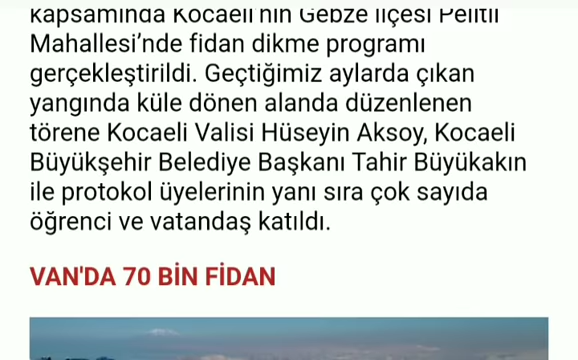 kapsamında Kocaeli'nin Gebze ilçesi Pelitli
Mahallesi’nde fidan dikme programı
gerçekleştirildi. Geçtiğimiz aylarda çıkan
yangında küle dönen alanda düzenlenen
törene Kocaeli Valisi Hüseyin Aksoy, Kocaeli
Büyükşehir Belediye Başkanı Tahir Büyükakın
ile protokol üyelerinin yanı sıra çok sayıda
öğrenci ve vatandaş katıldı.
VAN'DA 70 BİN FİDAN